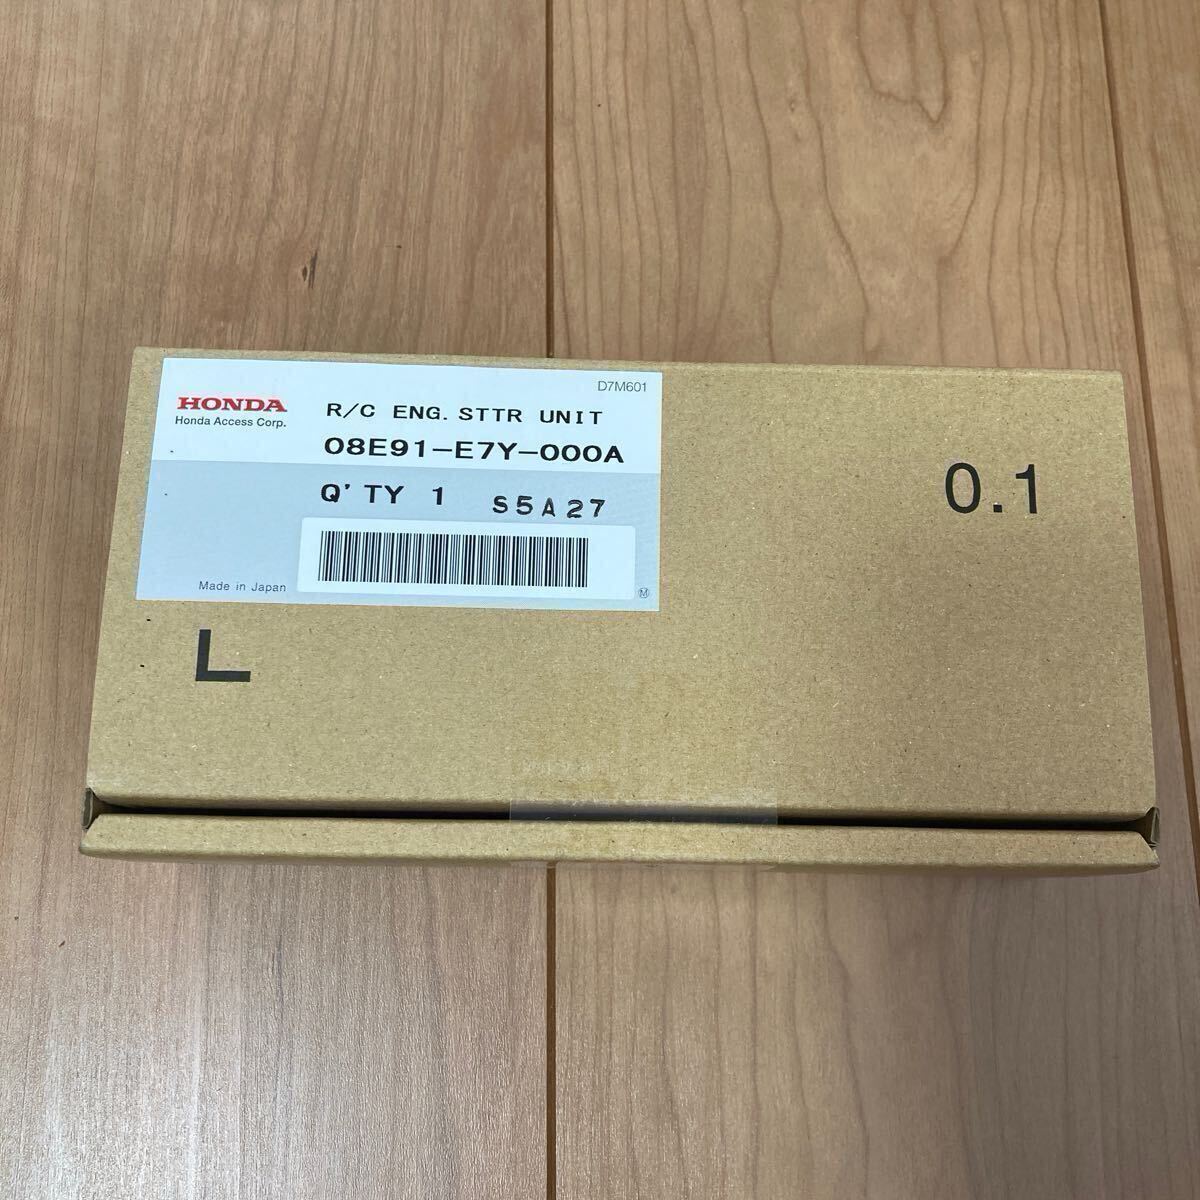 D7M601
HONDA
Honda Access Corp.
R/C ENG. STTR UNIT
08E91-E7Y-000A
Q'TY 1 S5A27
Made in Japan
M
0.1
L